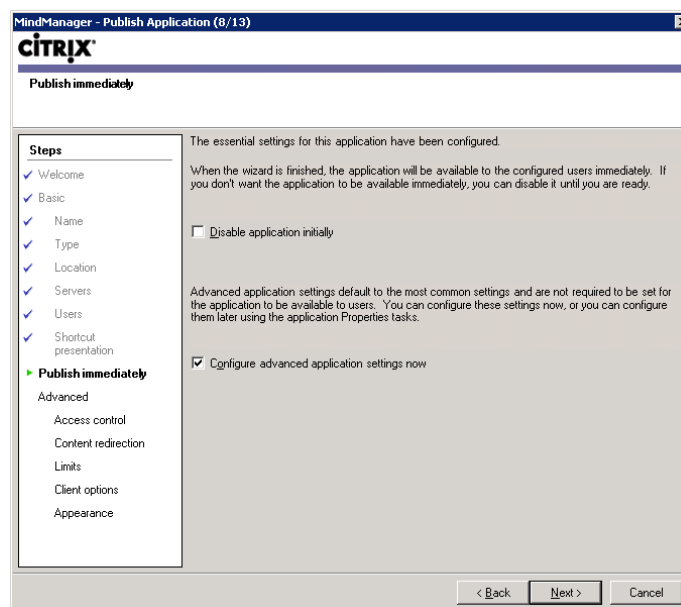 MindManager - Publish Application (8/13)
CITRIX
Publish immediately
Steps
Welcome
Basic
Name
Type
Location
Servers
Users
Shortcut
presentation
Publish immediately
Advanced
Access control
Content redirection
Limits
Client options
Appearance
The essential settings for this application have been configured.
When the wizard is finished, the application will be available to the configured users immediately. If
you don't want the application to be available immediately, you can disable it until you are ready.
Disable application initially
Advanced application settings default to the most common settings and are not required to be set for
the application to be available to users. You can configure these settings now, or you can configure
them later using the application Properties tasks.
Configure advanced application settings now
< Back
Next >
Cancel